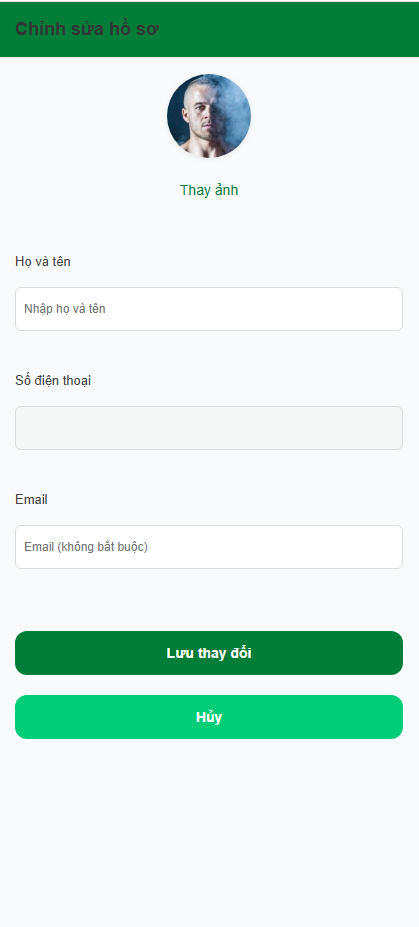 Chỉnh sửa hồ sơ
Thay ảnh
Họ và tên
Nhập họ và tên
Số điện thoại
Email
Email (không bắt buộc)
Lưu thay đổi
Hủy